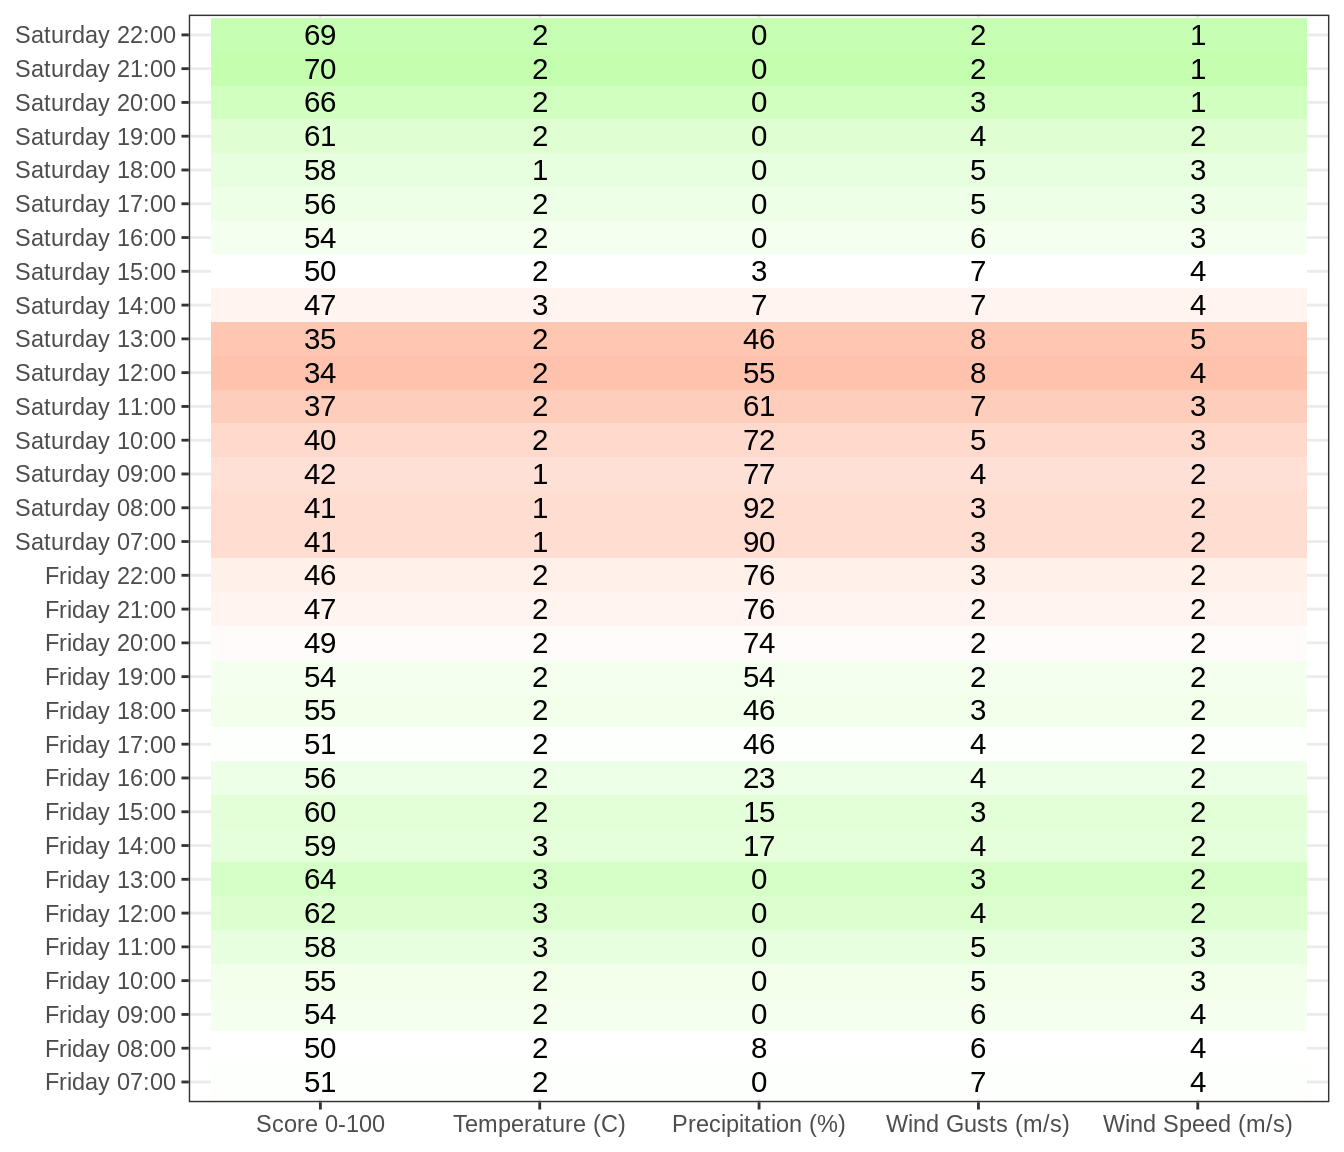 Saturday 22:00 69 2 0 2 1
Saturday 21:00 70 2 0 2 1
Saturday 20:00 66 2 0 3 1
Saturday 19:00 61 2 0 4 2
Saturday 18:00 58 1 0 5 3
Saturday 17:00 56 2 0 5 3
Saturday 16:00 54 2 0 6 3
Saturday 15:00 50 2 3 7 4
Saturday 14:00 47 3 7 7 4
Saturday 13:00 35 2 46 8 5
Saturday 12:00 34 2 55 8 4
Saturday 11:00 37 2 61 7 3
Saturday 10:00 40 2 72 5 3
Saturday 09:00 42 1 77 4 2
Saturday 08:00 41 1 92 3 2
Saturday 07:00 41 1 90 3 2
Friday 22:00 46 2 76 3 2
Friday 21:00 47 2 76 2 2
Friday 20:00 49 2 74 2 2
Friday 19:00 54 2 54 2 2
Friday 18:00 55 2 46 3 2
Friday 17:00 51 2 46 4 2
Friday 16:00 56 2 23 4 2
Friday 15:00 60 2 15 3 2
Friday 14:00 59 3 17 4 2
Friday 13:00 64 3 0 3 2
Friday 12:00 62 3 0 4 2
Friday 11:00 58 3 0 5 3
Friday 10:00 55 2 0 5 3
Friday 09:00 54 2 0 6 4
Friday 08:00 50 2 8 6 4
Friday 07:00 51 2 0 7 4
Score 0-100 Temperature (C) Precipitation (%) Wind Gusts (m/s) Wind Speed (m/s)